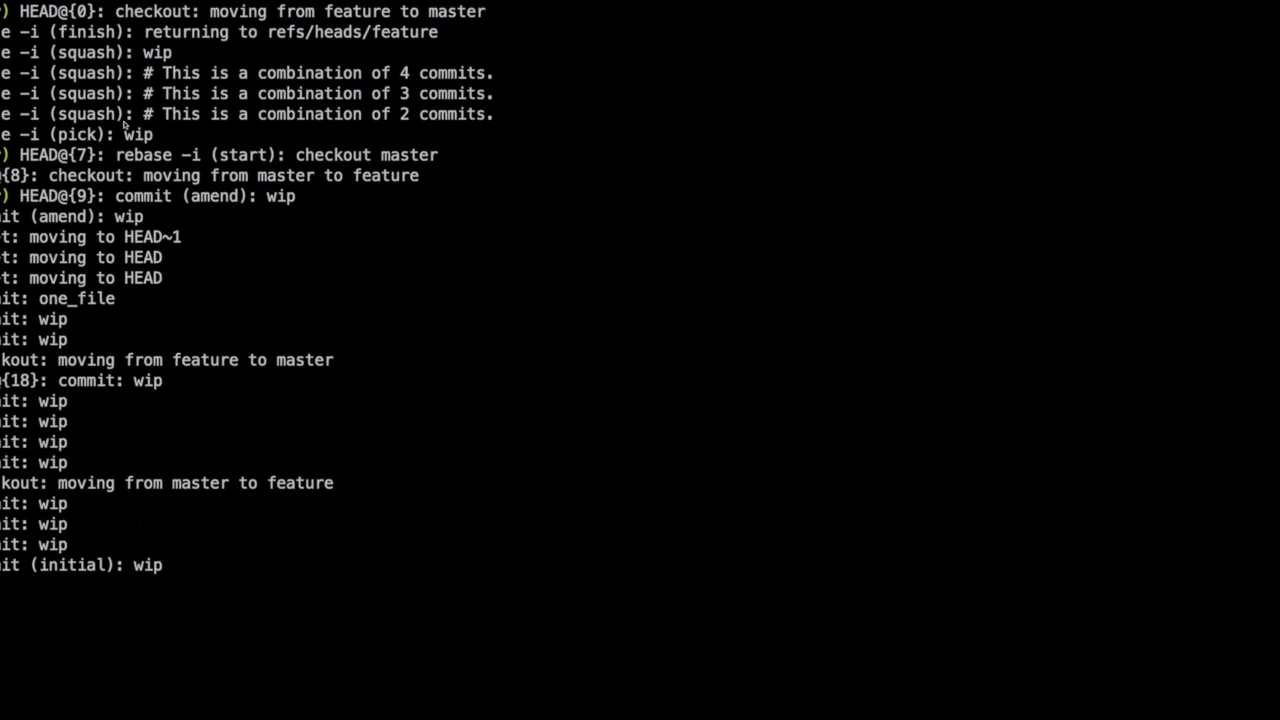 ) HEAD@{0}: checkout: moving from feature to master
e -i (finish): returning to refs/heads/feature
e -i (squash): wip
e -i (squash): # This is a combination of 4 commits.
e -i (squash): # This is a combination of 3 commits.
e -i (squash): # This is a combination of 2 commits.
e -i (pick): wip
) HEAD@{7}: rebase -i (start): checkout master
@{8}: checkout: moving from master to feature
) HEAD@{9}: commit (amend): wip
it (amend): wip
t: moving to HEAD~1
t: moving to HEAD
t: moving to HEAD
it: one_file
it: wip
it: wip
kout: moving from feature to master
{18}: commit: wip
it: wip
it: wip
it: wip
it: wip
kout: moving from master to feature
it: wip
it: wip
it: wip
it (initial): wip